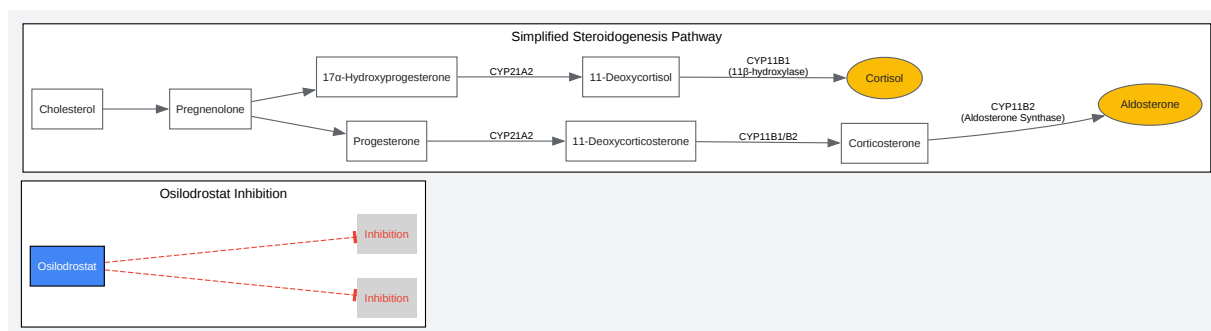 Simplified Steroidogenesis Pathway
Cholesterol
Pregnenolone
17α-Hydroxyprogesterone
CYP21A2
11-Deoxycortisol
CYP11B1
(11β-hydroxylase)
Cortisol
Progesterone
CYP21A2
11-Deoxycorticosterone
CYP11B1/B2
Corticosterone
CYP11B2
(Aldosterone Synthase)
Aldosterone
Osilodrostat Inhibition
Osilodrostat
Inhibition
Inhibition